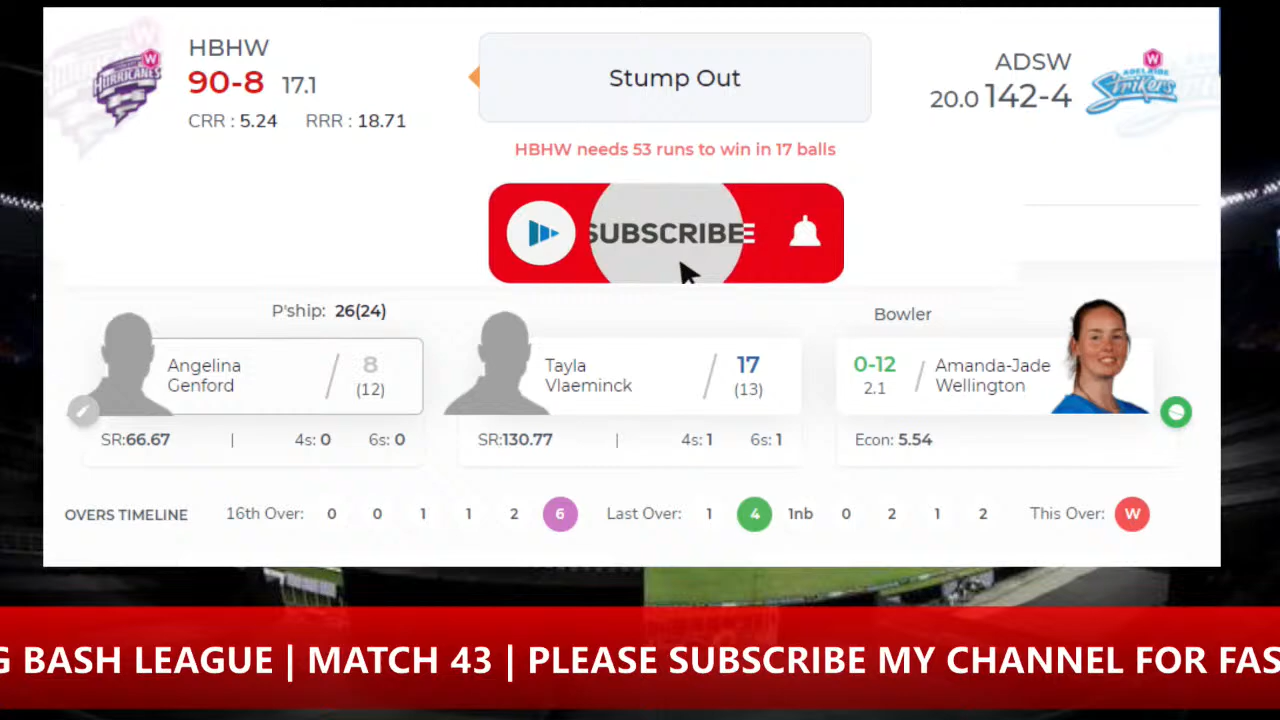 HBHW
90-8 17.1
CRR : 5.24 RRR : 18.71
Stump Out
HBHW needs 53 runs to win in 17 balls
ADSW
20.0 142-4
HURRICANES
W
ADELAIDE
Strikers
W
SUBSCRIBE
P'ship: 26(24)
Angelina
Genford
8
(12)
SR:66.67 | 4s: 0 6s: 0
Tayla
Vlaeminck
17
(13)
SR:130.77 | 4s: 1 6s: 1
Bowler
0-12
2.1
Amanda-Jade
Wellington
Econ: 5.54
OVERS TIMELINE 16th Over: 0 0 1 1 2 6 Last Over: 1 4 1nb 0 2 1 2 This Over: W
G BASH LEAGUE | MATCH 43 | PLEASE SUBSCRIBE MY CHANNEL FOR FAS